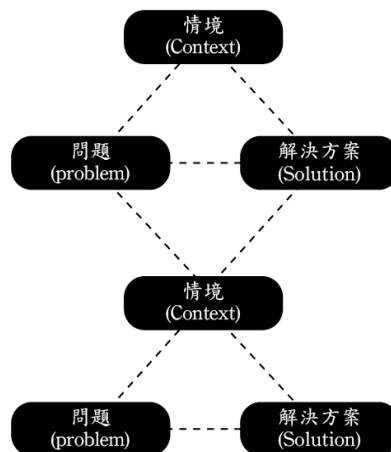 情境
(Context)
問題
(problem)
解決方案
(Solution)
情境
(Context)
問題
(problem)
解決方案
(Solution)